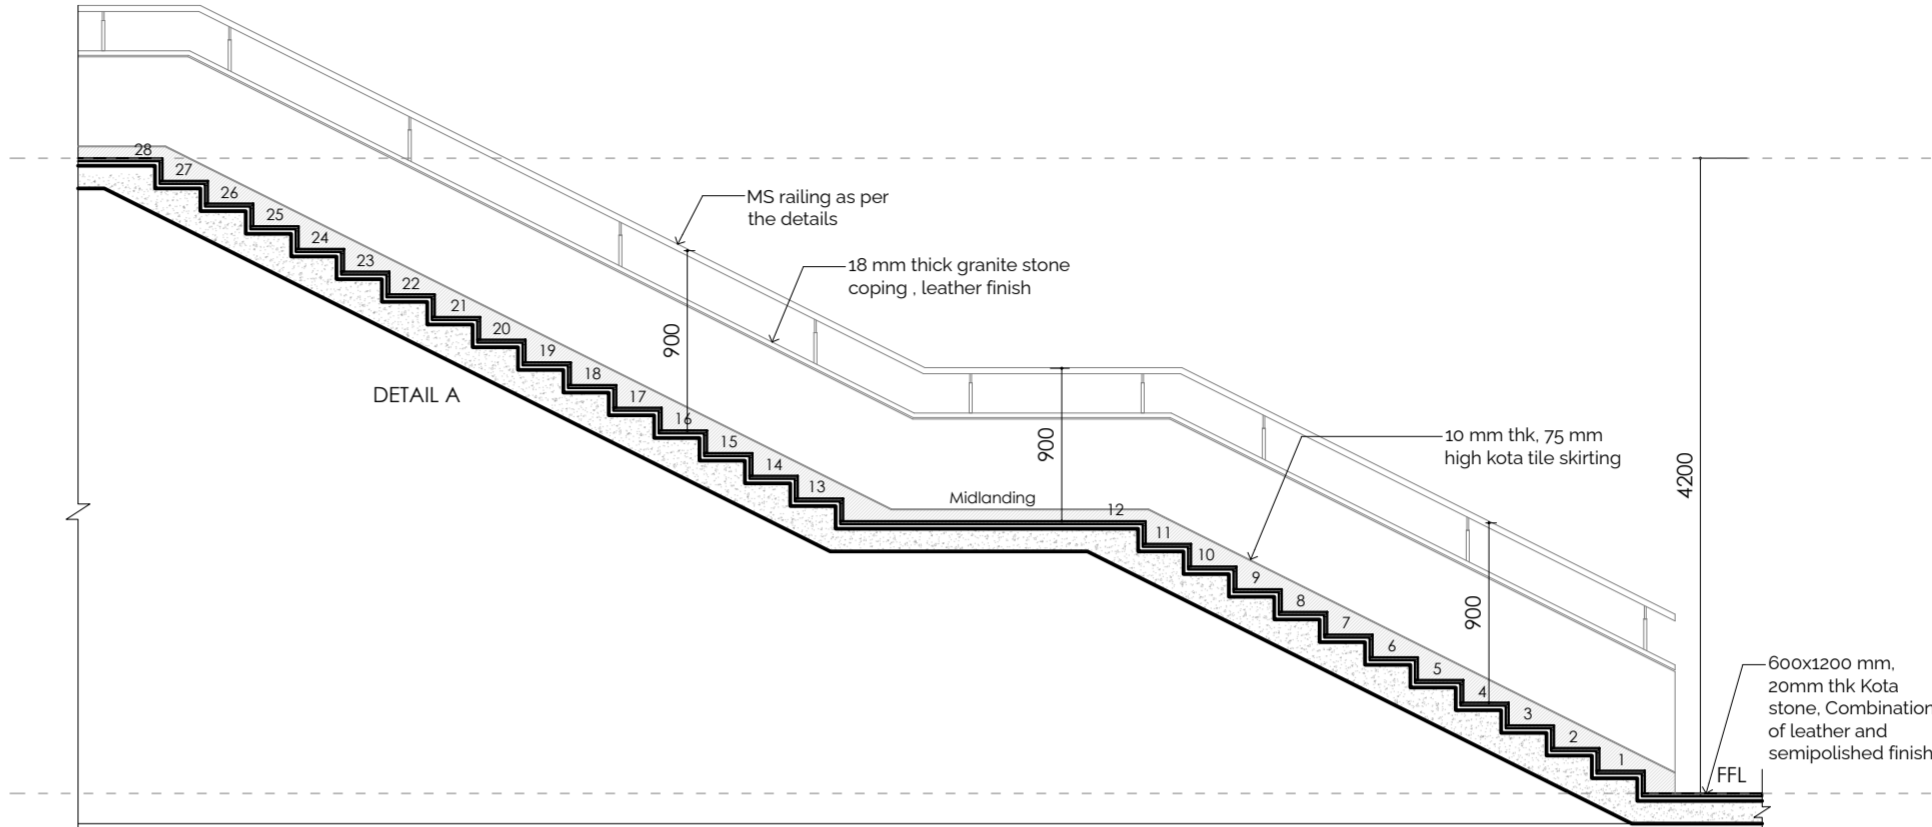 28
27
26
25
24
23
22
21
20
19
18
17
16
15
14
13
12
11
10
9
8
7
6
5
4
3
2
1
MS railing as per
the details
18 mm thick granite stone
coping , leather finish
900
DETAIL A
Midlanding
900
10 mm thk, 75 mm
high kota tile skirting
900
4200
600x1200 mm,
20mm thk Kota
stone, Combination
of leather and
semipolished finish
FFL